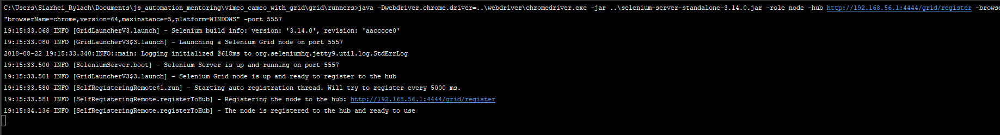 C:\Users\Siarhei_Rylach\Documents\js_automation_mentoring\vimeo_cameo_with_grid\grid\runners>java -Dwebdriver.chrome.driver=..\webdriver\chromedriver.exe -jar ..\selenium-server-standalone-3.14.0.jar -role node -hub http://192.168.56.1:4444/grid/register -browse
"browserName=chrome,version=64,maxinstance=5,platform=WINDOWS" -port 5557
19:15:33.068 INFO [GridLauncherV3.launch] - Selenium build info: version: '3.14.0', revision: 'aacccce0'
19:15:33.080 INFO [GridLauncherV3$3.launch] - Launching a Selenium Grid node on port 5557
2018-08-22 19:15:33.340:INFO::main: Logging initialized @618ms to org.seleniumhq.jetty9.util.log.StdErrLog
19:15:33.500 INFO [SeleniumServer.boot] - Selenium Server is up and running on port 5557
19:15:33.501 INFO [GridLauncherV3$3.launch] - Selenium Grid node is up and ready to register to the hub
19:15:33.580 INFO [SelfRegisteringRemote$1.run] - Starting auto registration thread. Will try to register every 5000 ms.
19:15:33.581 INFO [SelfRegisteringRemote.registerToHub] - Registering the node to the hub: http://192.168.56.1:4444/grid/register
19:15:34.136 INFO [SelfRegisteringRemote.registerToHub] - The node is registered to the hub and ready to use